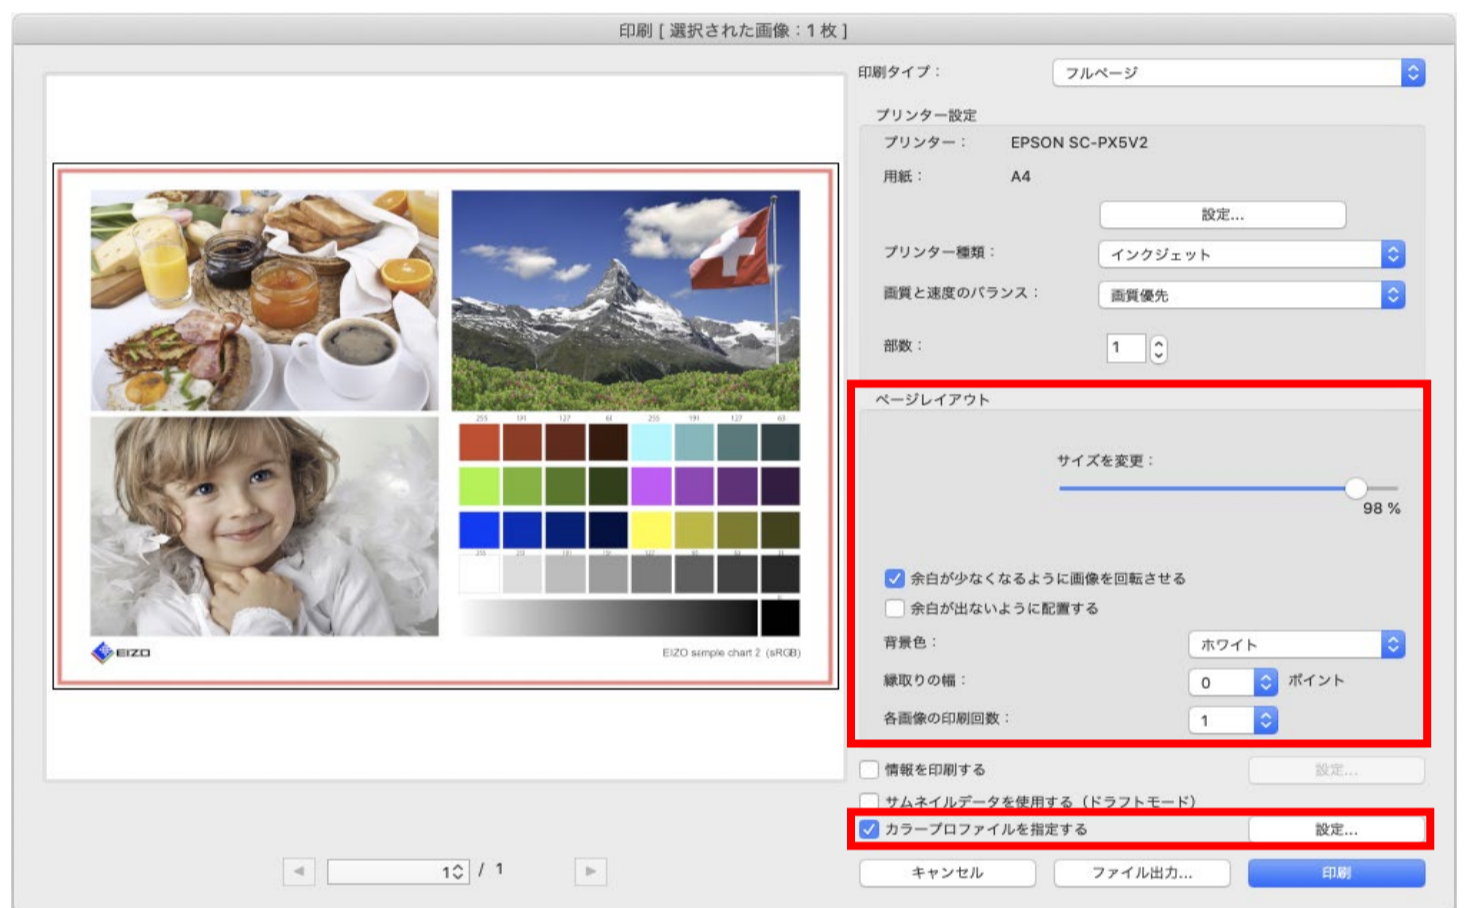 印刷 [ 選択された画像：1 枚 ]
印刷タイプ： フルページ
プリンター設定
プリンター： EPSON SC-PX5V2
用紙： A4
設定...
プリンター種類： インクジェット
画質と速度のバランス： 画質優先
部数： 1
ページレイアウト
サイズを変更：
98 %
余白が少なくなるように画像を回転させる
余白が出ないように配置する
背景色： ホワイト
縁取りの幅： 0 ポイント
各画像の印刷回数： 1
情報を印刷する 設定...
サムネイルデータを使用する（ドラフトモード）
カラープロファイルを指定する 設定...
キャンセル ファイル出力... 印刷
255 191 127 61 255 191 127 63
EIZO
EIZO sample chart 2 (sRGB)
1 / 1